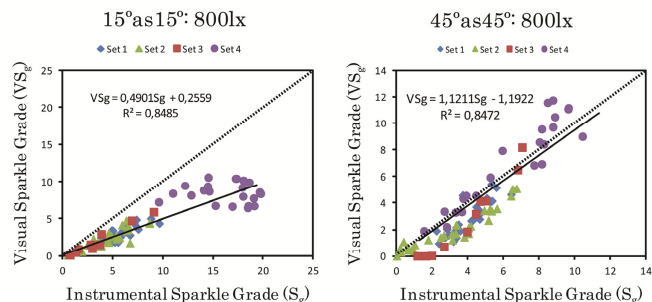 15ºas15º: 800lx
Set 1 Set 2 Set 3 Set 4
Visual Sparkle Grade (VSg)
25
20
15
10
5
0
VSg=0,4901Sg +0,2559
R² = 0,8485
0 5 10 15 20 25
Instrumental Sparkle Grade (Sg)
45ºas45º: 800lx
Set 1 Set 2 Set 3 Set 4
Visual Sparkle Grade (VSg)
14
12
10
8
6
4
2
0
VSg=1,1211Sg - 1,1922
R² = 0,8472
0 2 4 6 8 10 12 14
Instrumental Sparkle Grade (Sg)